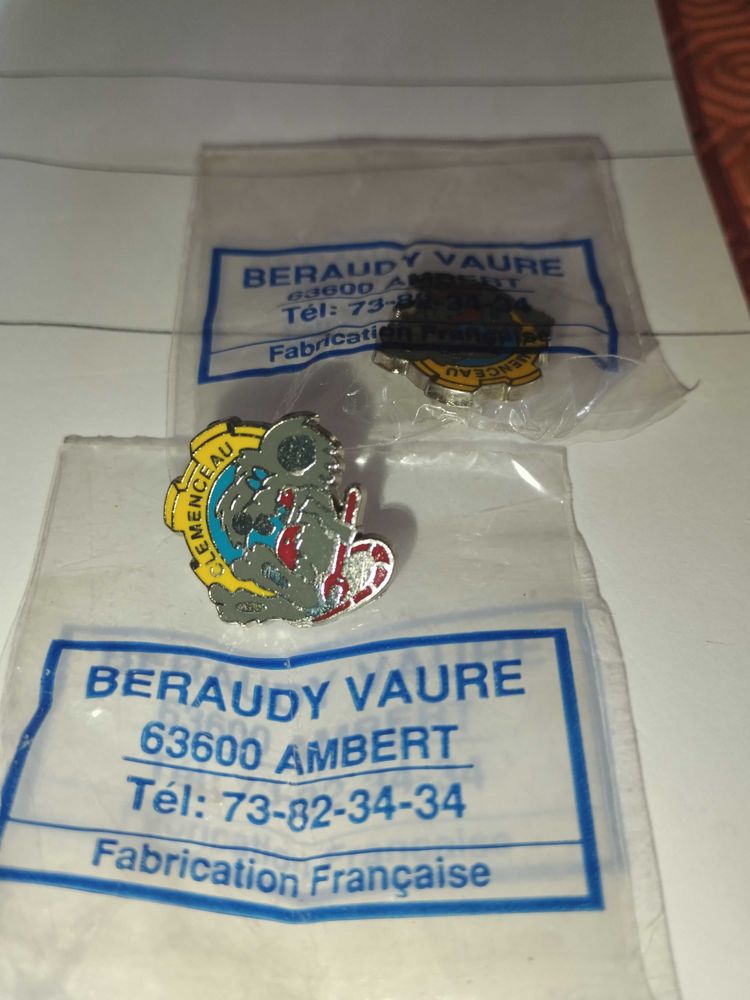 BERAUDY VAURE
63600 AMBERT
Tél: 73-82-34-34
Fabrication Française
MENCEAU
CLEMENCEAU
BERAUDY VAURE
63600 AMBERT
Tél: 73-82-34-34
Fabrication Française